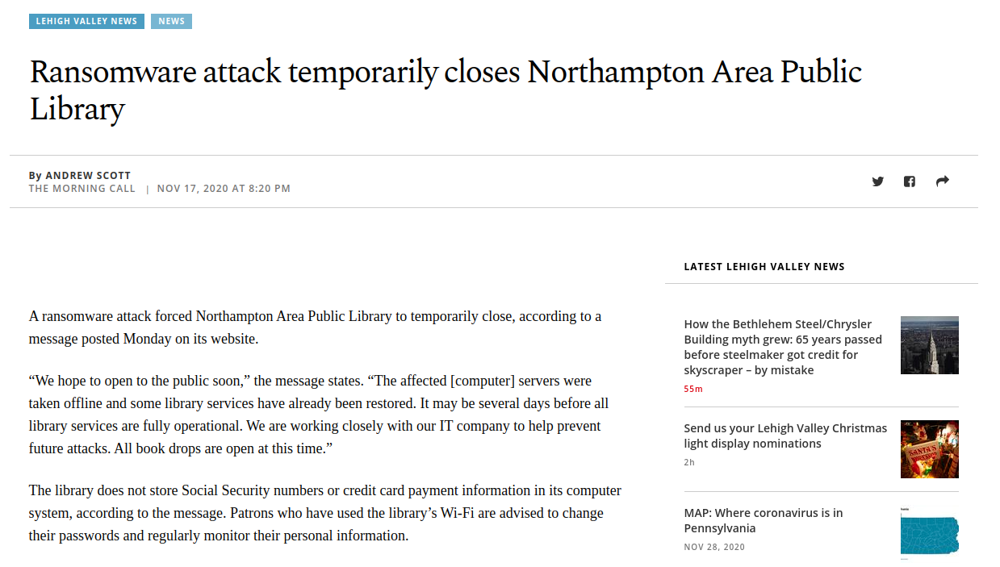 LEHIGH VALLEY NEWS NEWS
Ransomware attack temporarily closes Northampton Area Public
Library
By ANDREW SCOTT
THE MORNING CALL | NOV 17, 2020 AT 8:20 PM
A ransomware attack forced Northampton Area Public Library to temporarily close, according to a
message posted Monday on its website.
“We hope to open to the public soon,” the message states. “The affected [computer] servers were
taken offline and some library services have already been restored. It may be several days before all
library services are fully operational. We are working closely with our IT company to help prevent
future attacks. All book drops are open at this time.”
The library does not store Social Security numbers or credit card payment information in its computer
system, according to the message. Patrons who have used the library’s Wi-Fi are advised to change
their passwords and regularly monitor their personal information.
LATEST LEHIGH VALLEY NEWS
How the Bethlehem Steel/Chrysler
Building myth grew: 65 years passed
before steelmaker got credit for
skyscraper – by mistake
55m
Send us your Lehigh Valley Christmas
light display nominations
2h
SANTA'S
MAP: Where coronavirus is in
Pennsylvania
NOV 28, 2020